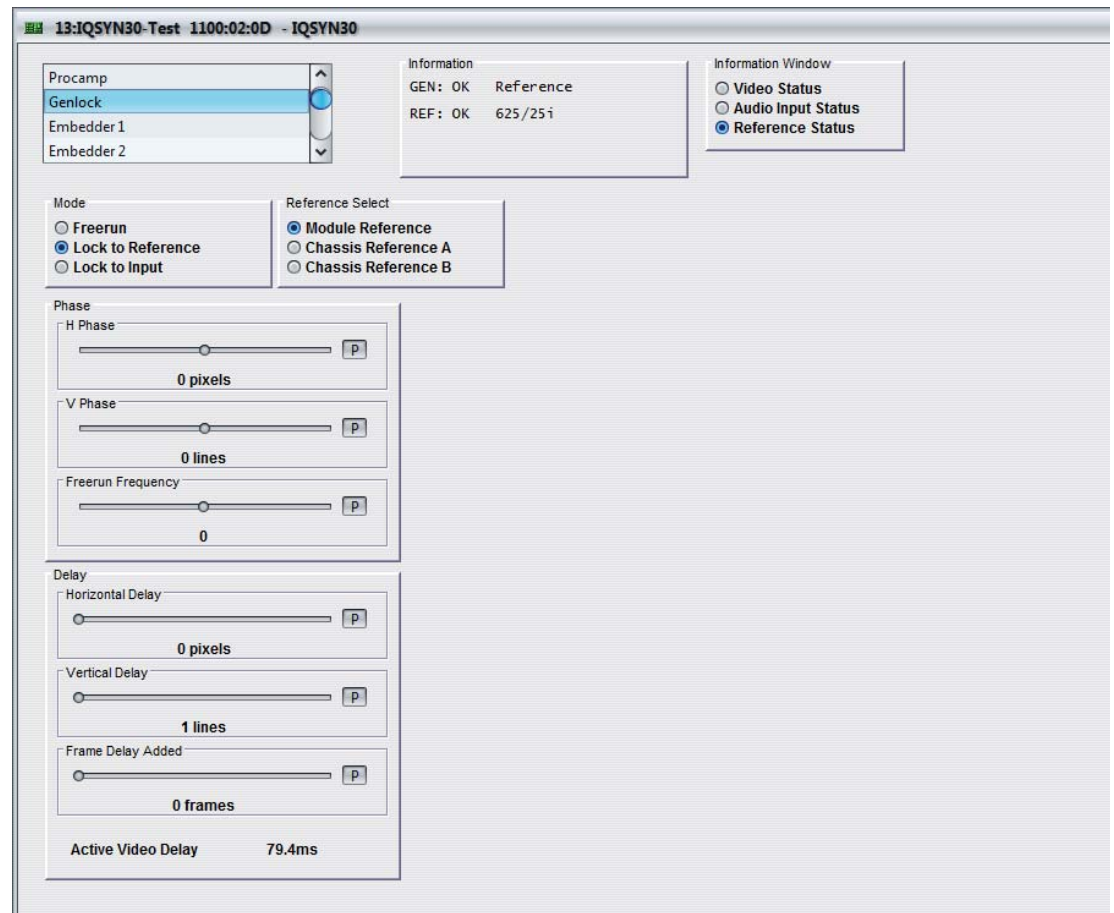 13:IQSYN30-Test 1100:02:0D - IQSYN30
Procamp
Genlock
Embedder 1
Embedder 2
Information
GEN: OK Reference
REF: OK 625/25i
Information Window
Video Status
Audio Input Status
Reference Status
Mode
Freerun
Lock to Reference
Lock to Input
Reference Select
Module Reference
Chassis Reference A
Chassis Reference B
Phase
H Phase
P
0 pixels
V Phase
P
0 lines
Freerun Frequency
P
0
Delay
Horizontal Delay
P
0 pixels
Vertical Delay
P
1 lines
Frame Delay Added
P
0 frames
Active Video Delay 79.4ms